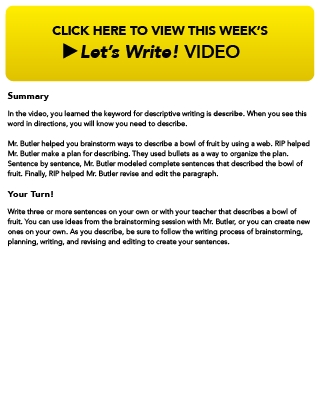 CLICK HERE TO VIEW THIS WEEK'S
▶Let's Write! VIDEO
Summary
In the video, you learned the keyword for descriptive writing is describe. When you see this
word in directions, you will know you need to describe.
Mr. Butler helped you brainstorm ways to describe a bowl of fruit by using a web. RIP helped
Mr. Butler make a plan for describing. They used bullets as a way to organize the plan.
Sentence by sentence, Mr. Butler modeled complete sentences that described the bowl of
fruit. Finally, RIP helped Mr. Butler revise and edit the paragraph.
Your Turn!
Write three or more sentences on your own or with your teacher that describes a bowl of
fruit. You can use ideas from the brainstorming session with Mr. Butler, or you can create new
ones on your own. As you describe, be sure to follow the writing process of brainstorming,
planning, writing, and revising and editing to create your sentences.